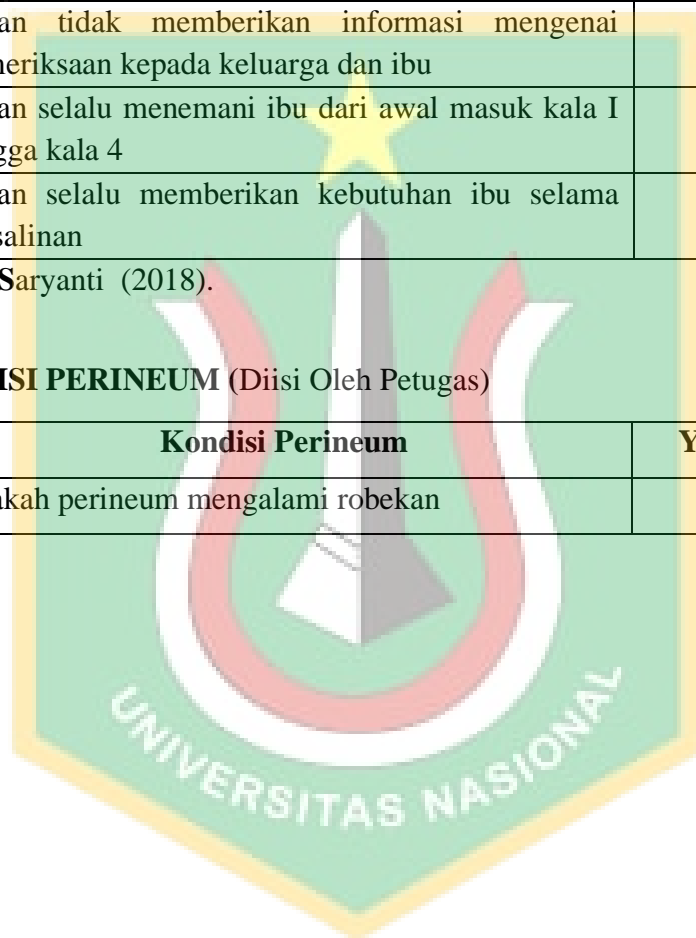 an tidak memberikan informasi mengenai
eriksaan kepada keluarga dan ibu
an selalu menemani ibu dari awal masuk kala I
gga kala 4
an selalu memberikan kebutuhan ibu selama
salinan
Saryanti (2018).
ISI PERINEUM (Diisi Oleh Petugas)
Kondisi Perineum Y
akah perineum mengalami robekan
UNIVERSITAS NASIONAL